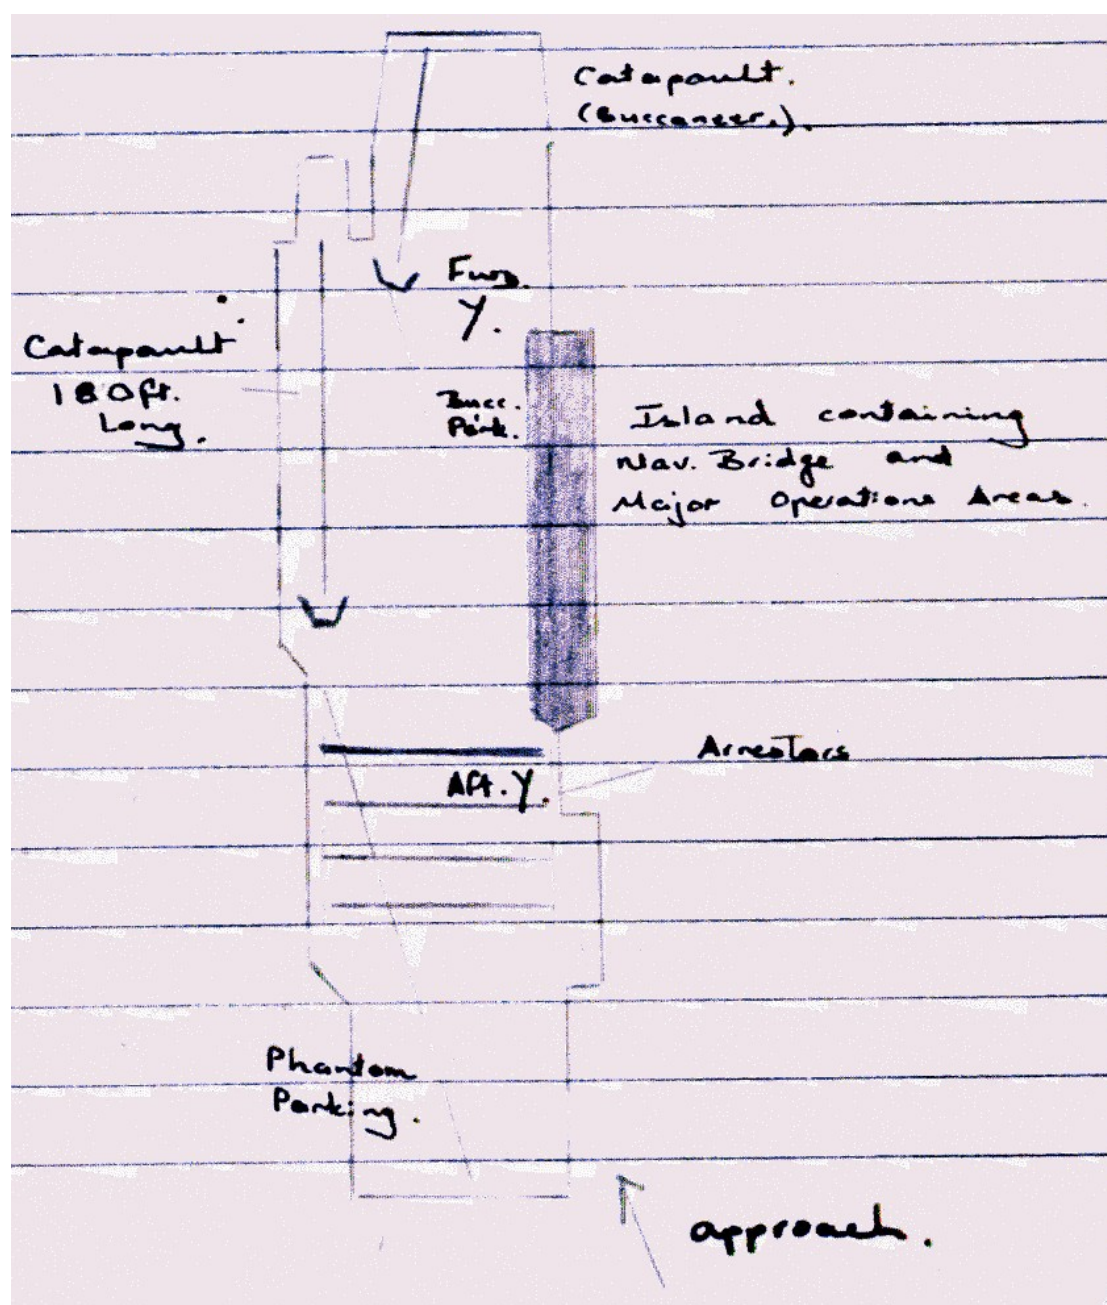 Catapault.
(Buccaneer.).
Fwd.
Y.
Catapault
180ft.
Long.
Bucc.
Park.
Island containing
Nav. Bridge and
Major Operations Areas.
Arrestors
Aft. Y.
Phantom
Parking.
approach.